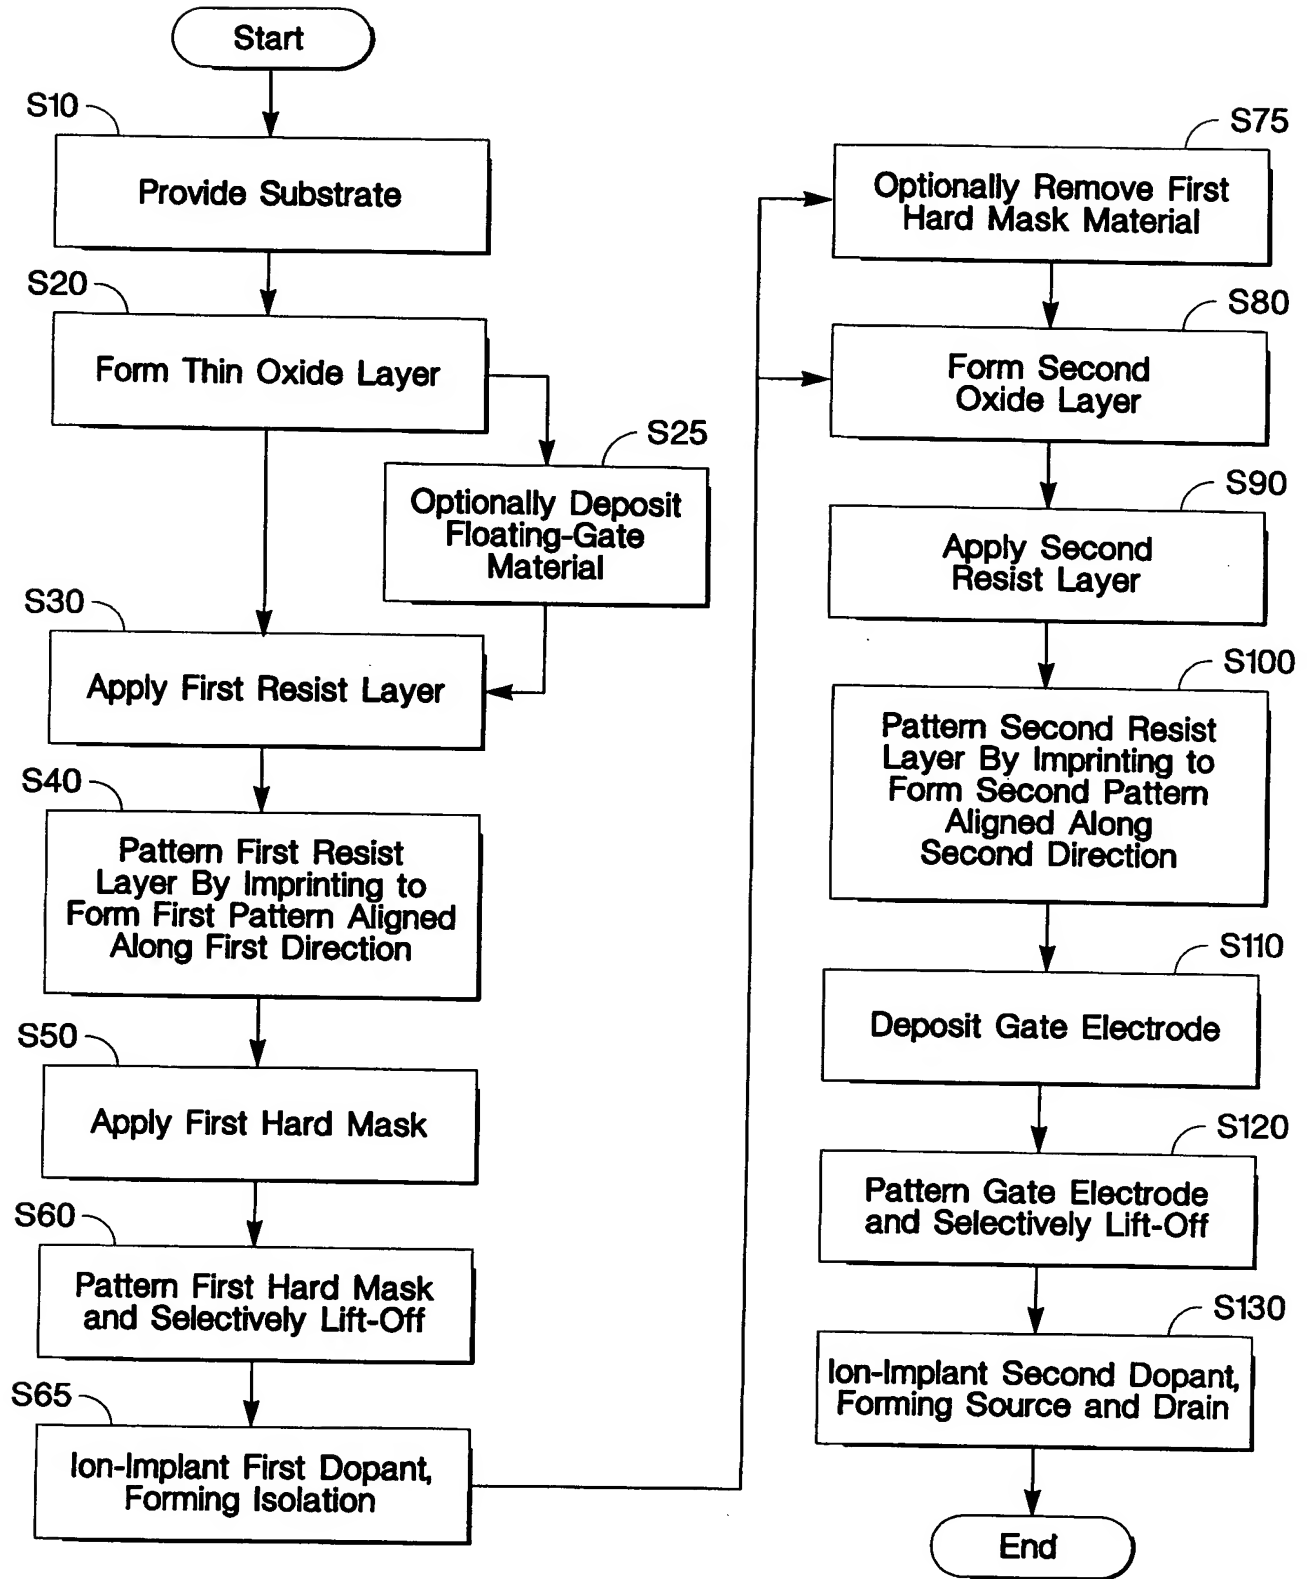 Start
S10
Provide Substrate
S20
Form Thin Oxide Layer
S25
Optionally Deposit
Floating-Gate
Material
S30
Apply First Resist Layer
S40
Pattern First Resist
Layer By Imprinting to
Form First Pattern Aligned
Along First Direction
S50
Apply First Hard Mask
S60
Pattern First Hard Mask
and Selectively Lift-Off
S65
Ion-Implant First Dopant,
Forming Isolation
S75
Optionally Remove First
Hard Mask Material
S80
Form Second
Oxide Layer
S90
Apply Second
Resist Layer
S100
Pattern Second Resist
Layer By Imprinting to
Form Second Pattern
Aligned Along
Second Direction
S110
Deposit Gate Electrode
S120
Pattern Gate Electrode
and Selectively Lift-Off
S130
Ion-Implant Second Dopant,
Forming Source and Drain
End